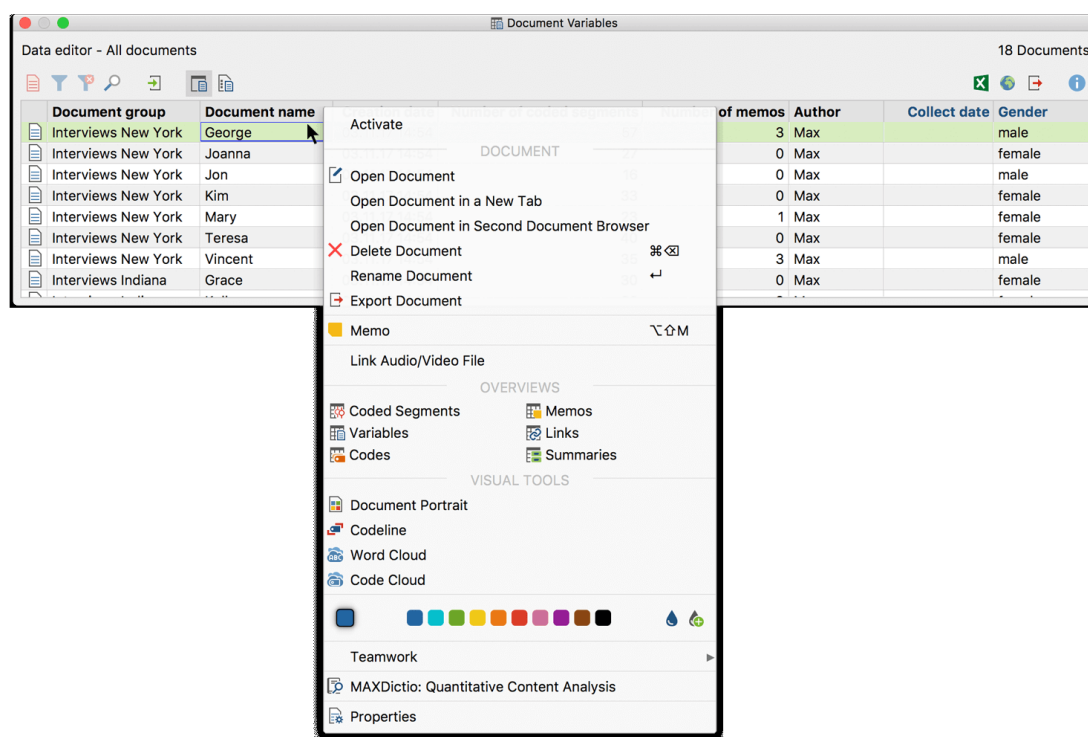 Document Variables
Data editor - All documents 18 Documents
Document group Document name Number of coded segments Number of memos Author Collect date Gender
Interviews New York George 3 Max male
Interviews New York Joanna 0 Max female
Interviews New York Jon 0 Max male
Interviews New York Kim 0 Max female
Interviews New York Mary 1 Max female
Interviews New York Teresa 0 Max female
Interviews New York Vincent 3 Max male
Interviews Indiana Grace 0 Max female
Activate
DOCUMENT
Open Document
Open Document in a New Tab
Open Document in Second Document Browser
Delete Document ⌘⌫
Rename Document ↵
Export Document
Memo ⌥⇧M
Link Audio/Video File
OVERVIEWS
Coded Segments Memos
Variables Links
Codes Summaries
VISUAL TOOLS
Document Portrait
Codeline
Word Cloud
Code Cloud
Teamwork
MAXDictio: Quantitative Content Analysis
Properties